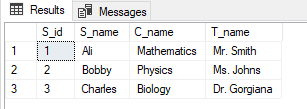 Results Messages
S_id S_name C_name T_name
1 1 Ali Mathematics Mr. Smith
2 2 Bobby Physics Ms. Johns
3 3 Charles Biology Dr. Gorgiana